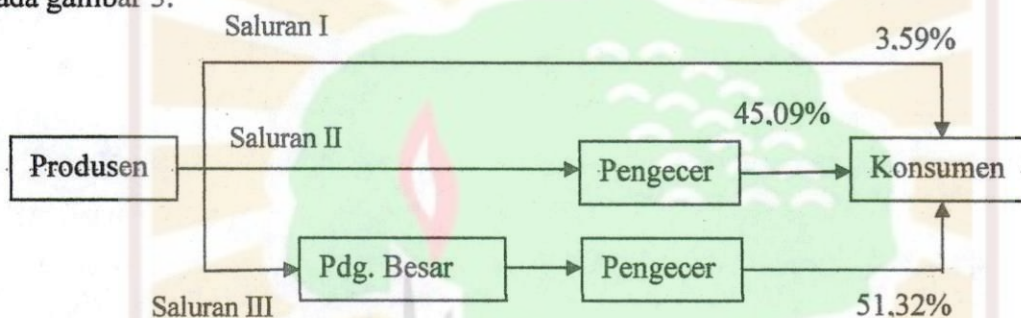 ada gambar 3.
Saluran I
3,59%
Saluran II
45,09%
Produsen
Pengecer
Konsumen
Pdg. Besar
Pengecer
Saluran III
51,32%